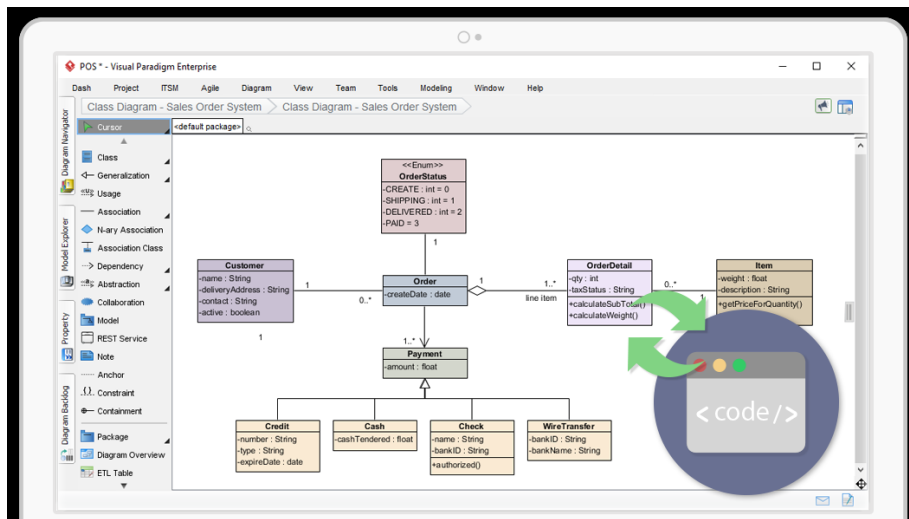 POS * - Visual Paradigm Enterprise
Dash Project ITSM Agile Diagram View Team Tools Modeling Window Help
Class Diagram - Sales Order System Class Diagram - Sales Order System
Diagram Navigator
Model Explorer
Property
Diagram Backlog
Cursor
Class
Generalization
Usage
Association
N-ary Association
Association Class
Dependency
Abstraction
Collaboration
Model
REST Service
Note
Anchor
Constraint
Containment
Package
Diagram Overview
ETL Table
<default package>
<<Enum>>
OrderStatus
-CREATE : int = 0
-SHIPPING : int = 1
-DELIVERED : int = 2
-PAID = 3
1
Customer
-name : String
-deliveryAddress : String
-contact : String
-active : boolean
1
1
0..*
Order
-createDate : date
1
1..*
line item
OrderDetail
-qty : int
-taxStatus : String
+calculateSubTotal()
+calculateWeight()
0..*
1
Item
-weight : float
-description : String
+getPriceForQuantity()
1..*
Payment
-amount : float
Credit
-number : String
-type : String
-expireDate : date
Cash
-cashTendered : float
Check
-name : String
-bankID : String
+authorized()
WireTransfer
-bankID : String
-bankName : String
< code />